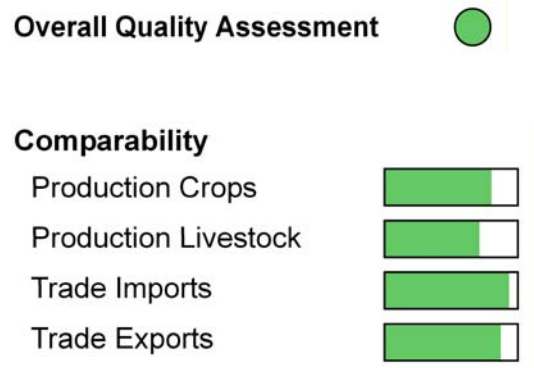 Overall Quality Assessment
Comparability
Production Crops
Production Livestock
Trade Imports
Trade Exports